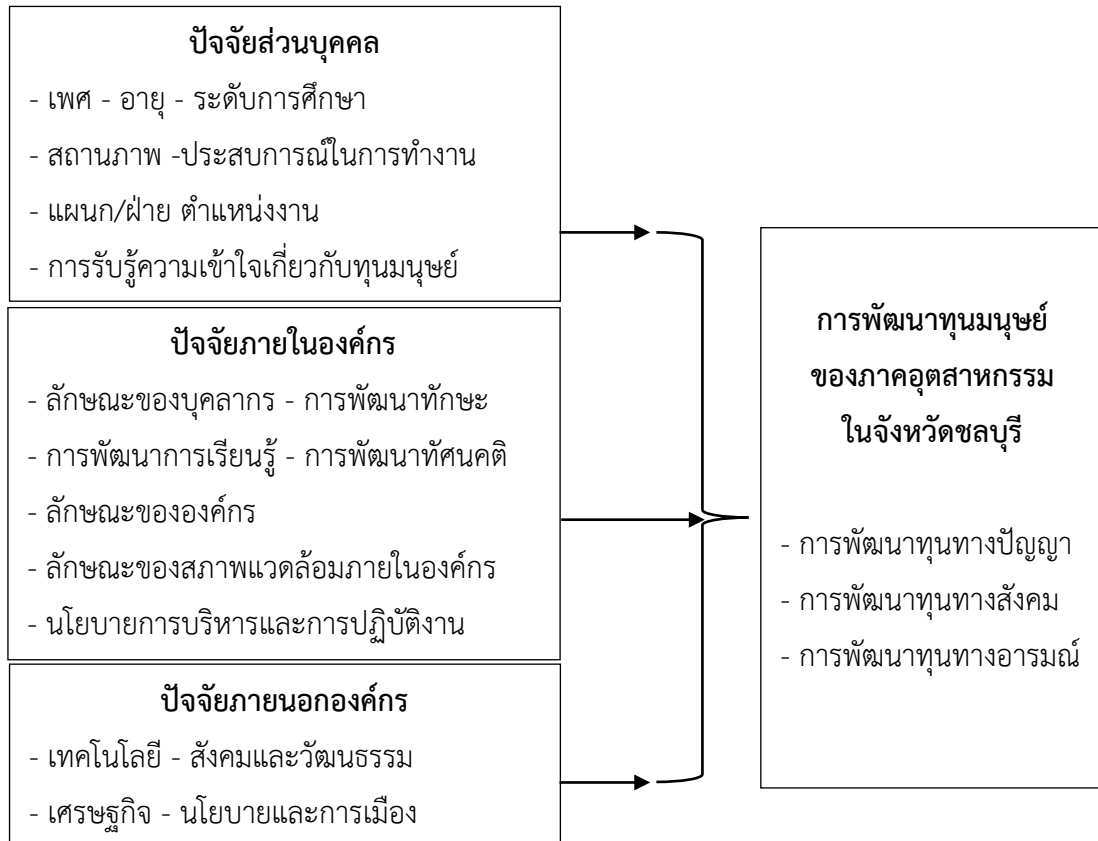 ปัจจัยส่วนบุคคล
- เพศ - อายุ - ระดับการศึกษา
- สถานภาพ -ประสบการณ์ในการทำงาน
- แผนก/ฝ่าย ตำแหน่งงาน
- การรับรู้ความเข้าใจเกี่ยวกับทุนมนุษย์
ปัจจัยภายในองค์กร
- ลักษณะของบุคลากร - การพัฒนาทักษะ
- การพัฒนาการเรียนรู้ - การพัฒนาทัศนคติ
- ลักษณะขององค์กร
- ลักษณะของสภาพแวดล้อมภายในองค์กร
- นโยบายการบริหารและการปฏิบัติงาน
ปัจจัยภายนอกองค์กร
- เทคโนโลยี - สังคมและวัฒนธรรม
- เศรษฐกิจ - นโยบายและการเมือง
การพัฒนาทุนมนุษย์
ของภาคอุตสาหกรรม
ในจังหวัดชลบุรี
- การพัฒนาทุนทางปัญญา
- การพัฒนาทุนทางสังคม
- การพัฒนาทุนทางอารมณ์